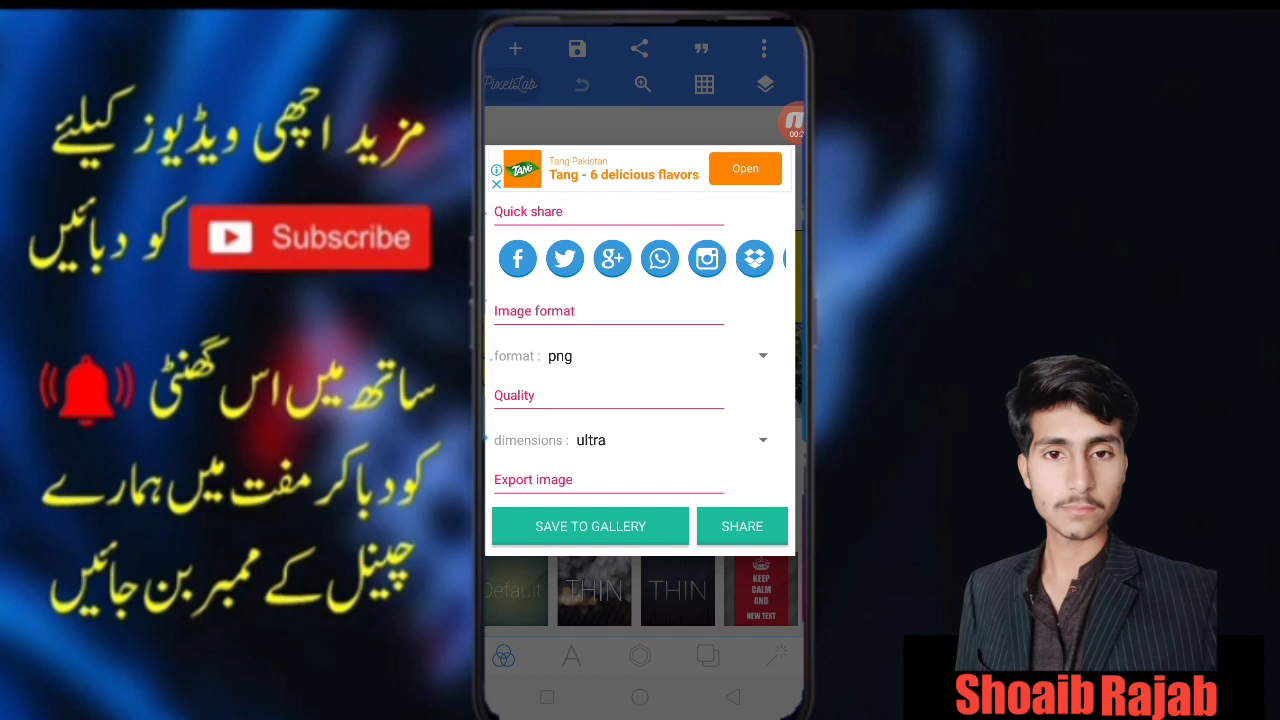 مزید اچھی ویڈیوز کیلئے
کو دبائیں
Subscribe
ساتھ میں اس گھنٹی
کو دبا کر مفت میں ہمارے
چینل کے ممبر بن جائیں
PixelLab
TANG
Tang Pakistan
Tang - 6 delicious flavors
Open
Quick share
Image format
format : png
Quality
dimensions : ultra
Export image
SAVE TO GALLERY
SHARE
Default
THIN
THIN
KEEP
CALM
AND
NEW TEXT
Shoaib Rajab